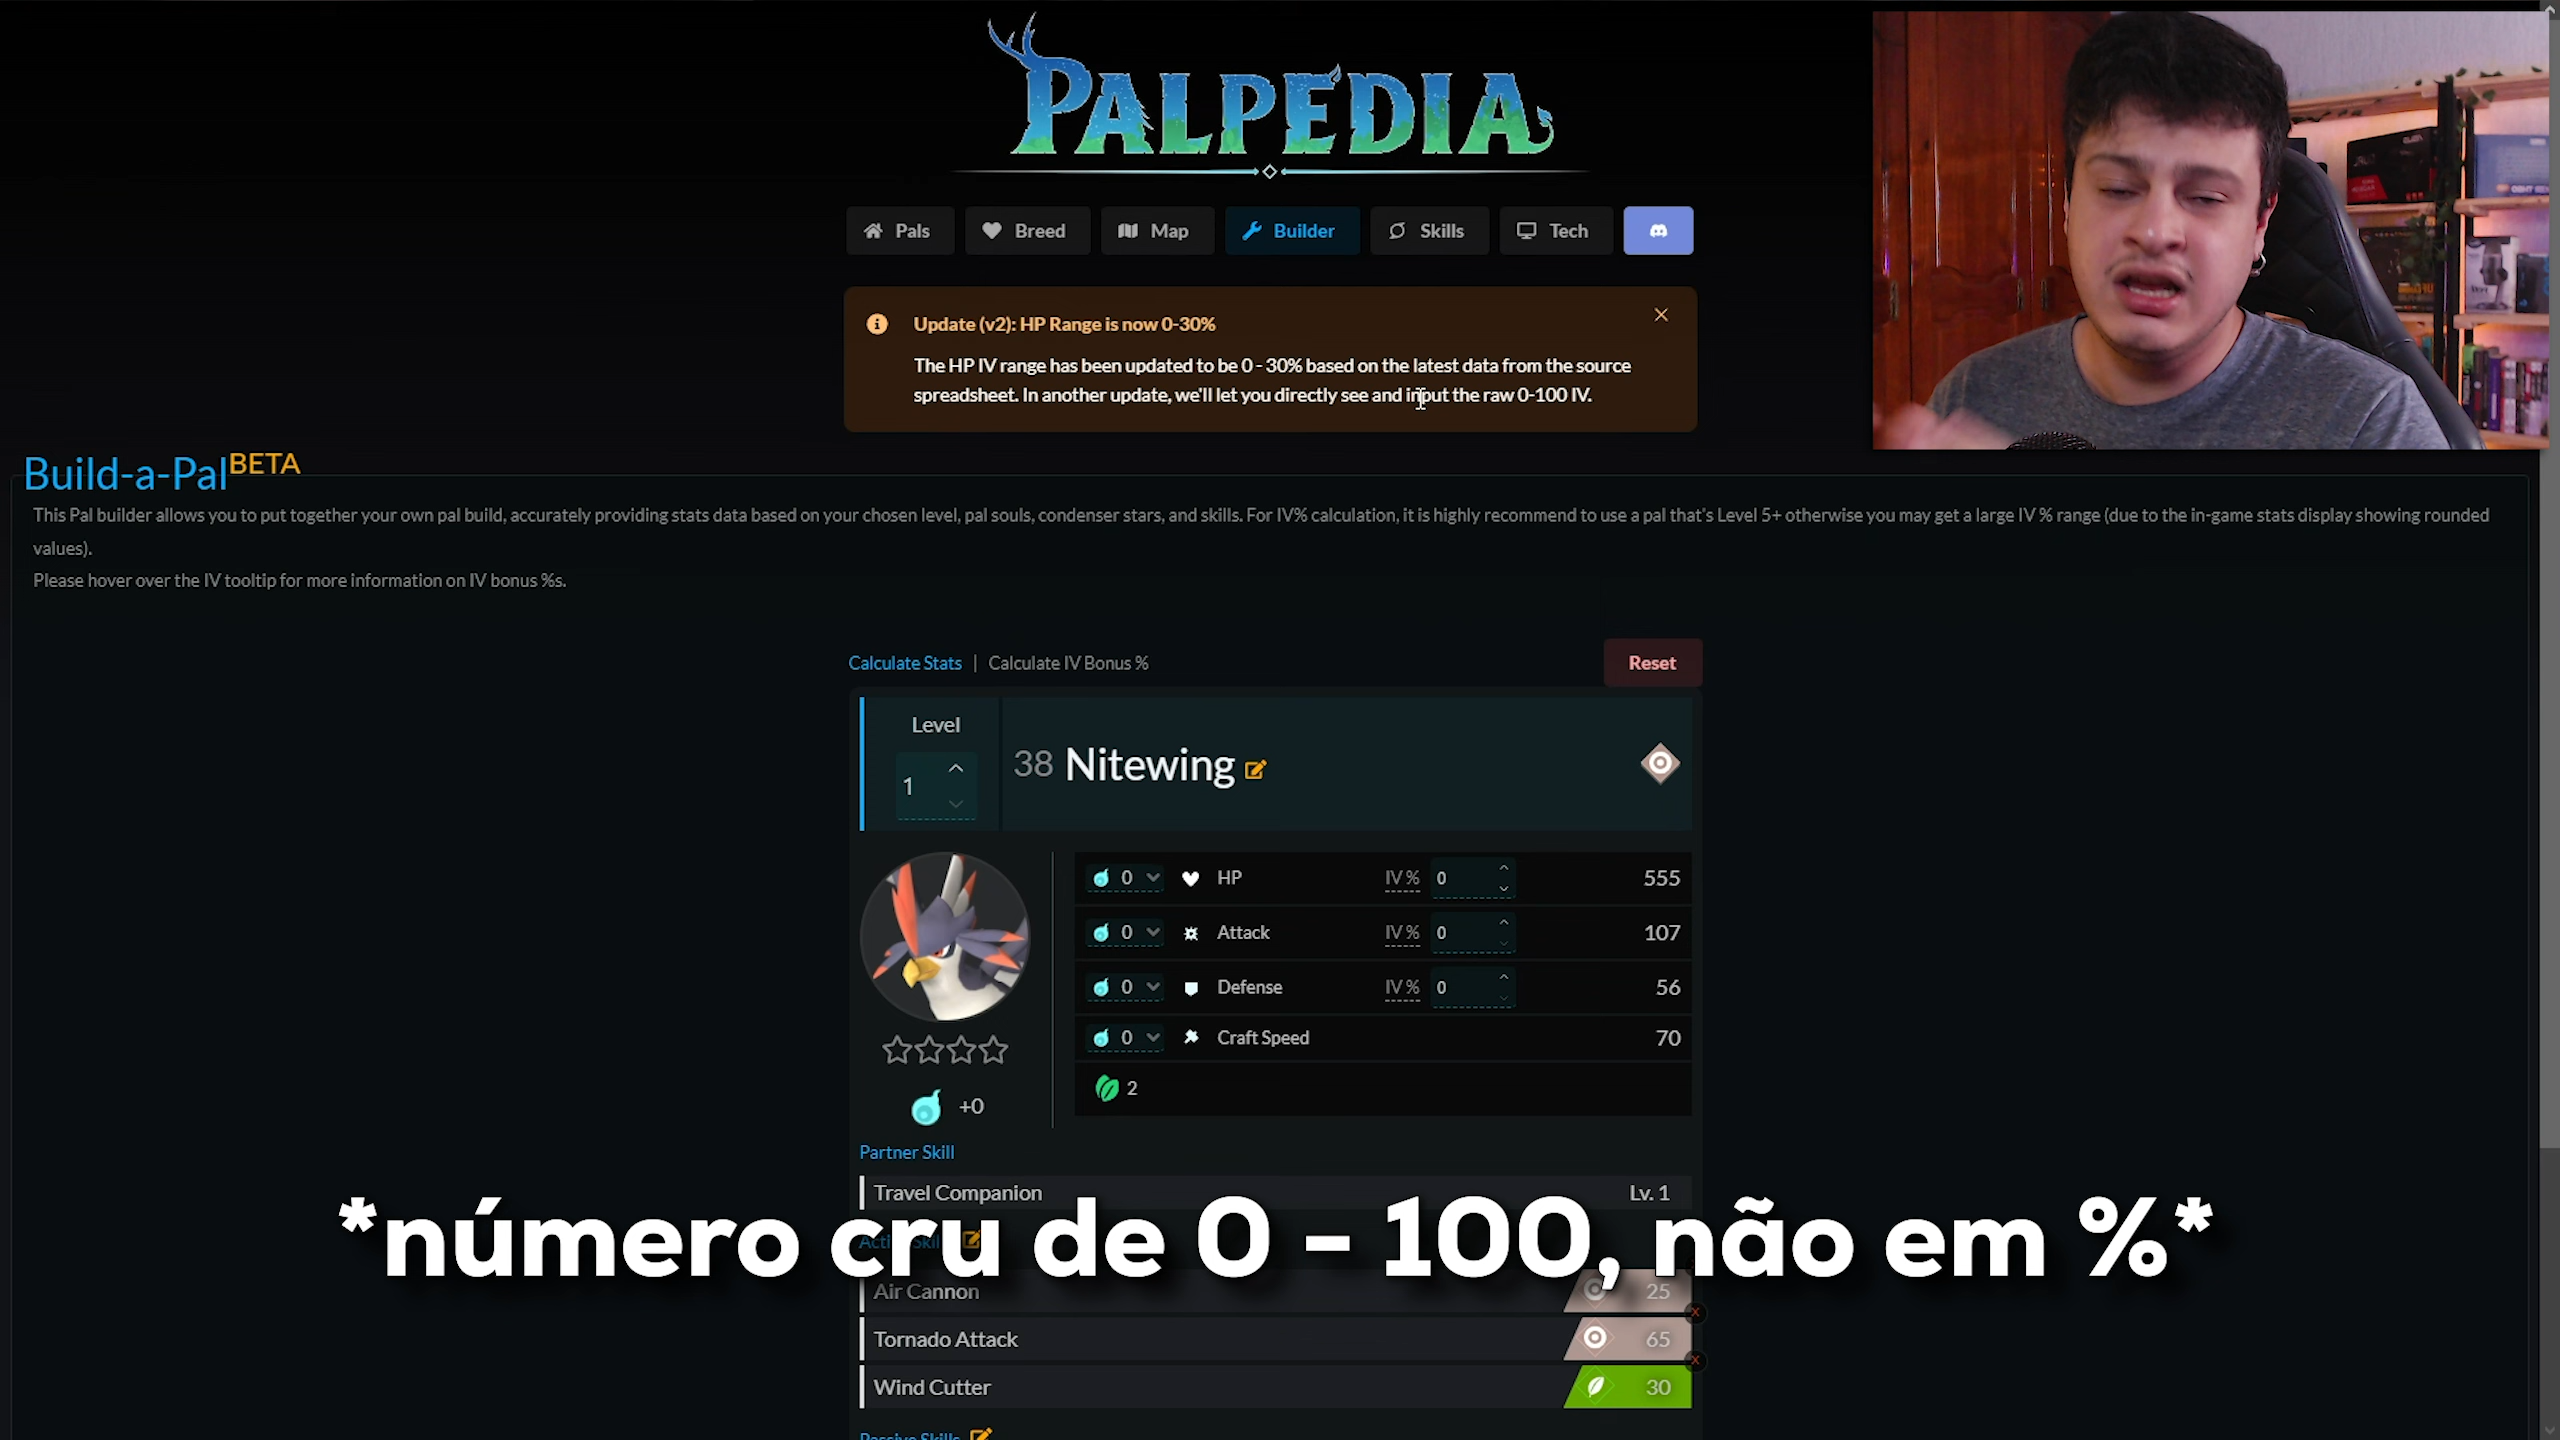 PALPEDIA
Pals
Breed
Map
Builder
Skills
Tech
Update (v2): HP Range is now 0-30%
The HP IV range has been updated to be 0 - 30% based on the latest data from the source
spreadsheet. In another update, we'll let you directly see and input the raw 0-100 IV.
Build-a-Pal BETA
This Pal builder allows you to put together your own pal build, accurately providing stats data based on your chosen level, pal souls, condenser stars, and skills. For IV% calculation, it is highly recommend to use a pal that's Level 5+ otherwise you may get a large IV % range (due to the in-game stats display showing rounded
values).
Please hover over the IV tooltip for more information on IV bonus %s.
Calculate Stats | Calculate IV Bonus %
Reset
Level
1
38 Nitewing
0 HP IV % 0 555
0 Attack IV % 0 107
0 Defense IV % 0 56
0 Craft Speed 70
2
+0
Partner Skill
Travel Companion Lv. 1
*número cru de 0 - 100, não em %*
Air Cannon 25
Tornado Attack 65
Wind Cutter 30
Passive Skills